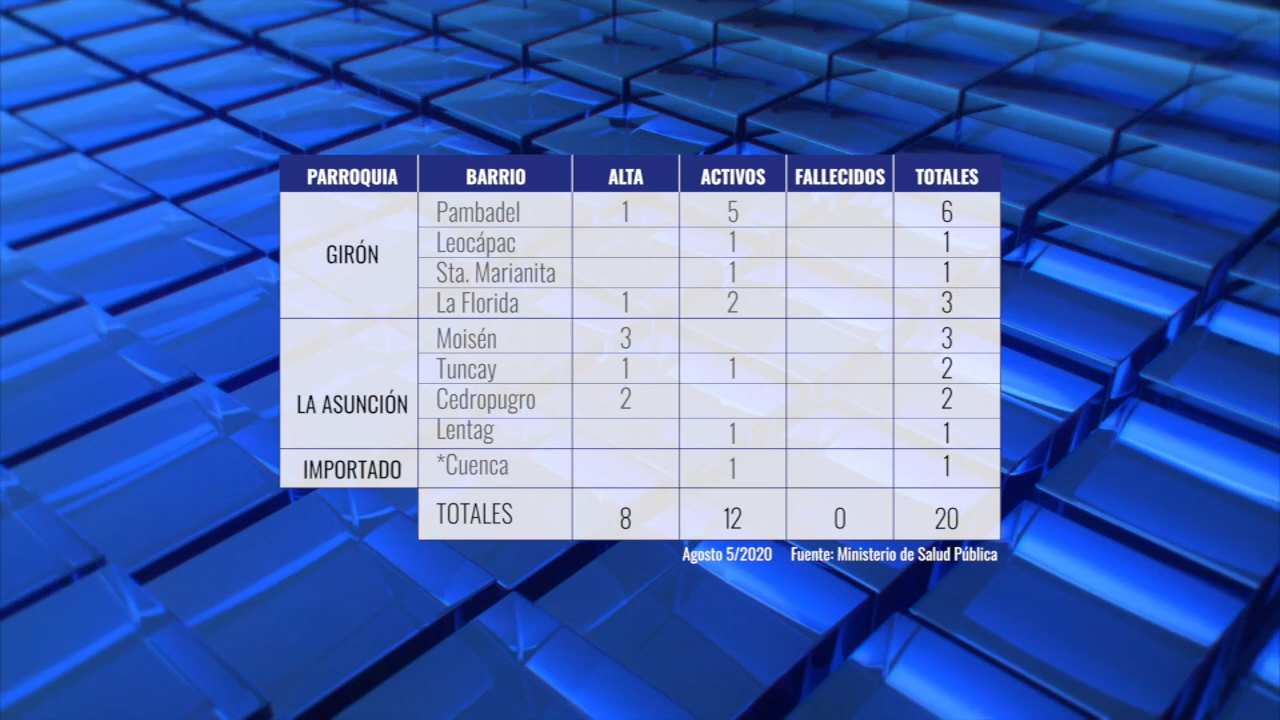 PARROQUIA BARRIO ALTA ACTIVOS FALLECIDOS TOTALES
Pambadel 1 5 6
GIRÓN
Leocápac 1 1
Sta. Marianita 1 1
La Florida 1 2 3
Moisén 3 3
Tuncay 1 1 2
LA ASUNCIÓN Cedropugro 2 2
Lentag 1 1
IMPORTADO *Cuenca 1 1
TOTALES 8 12 0 20
Agosto 5/2020 Fuente: Ministerio de Salud Pública